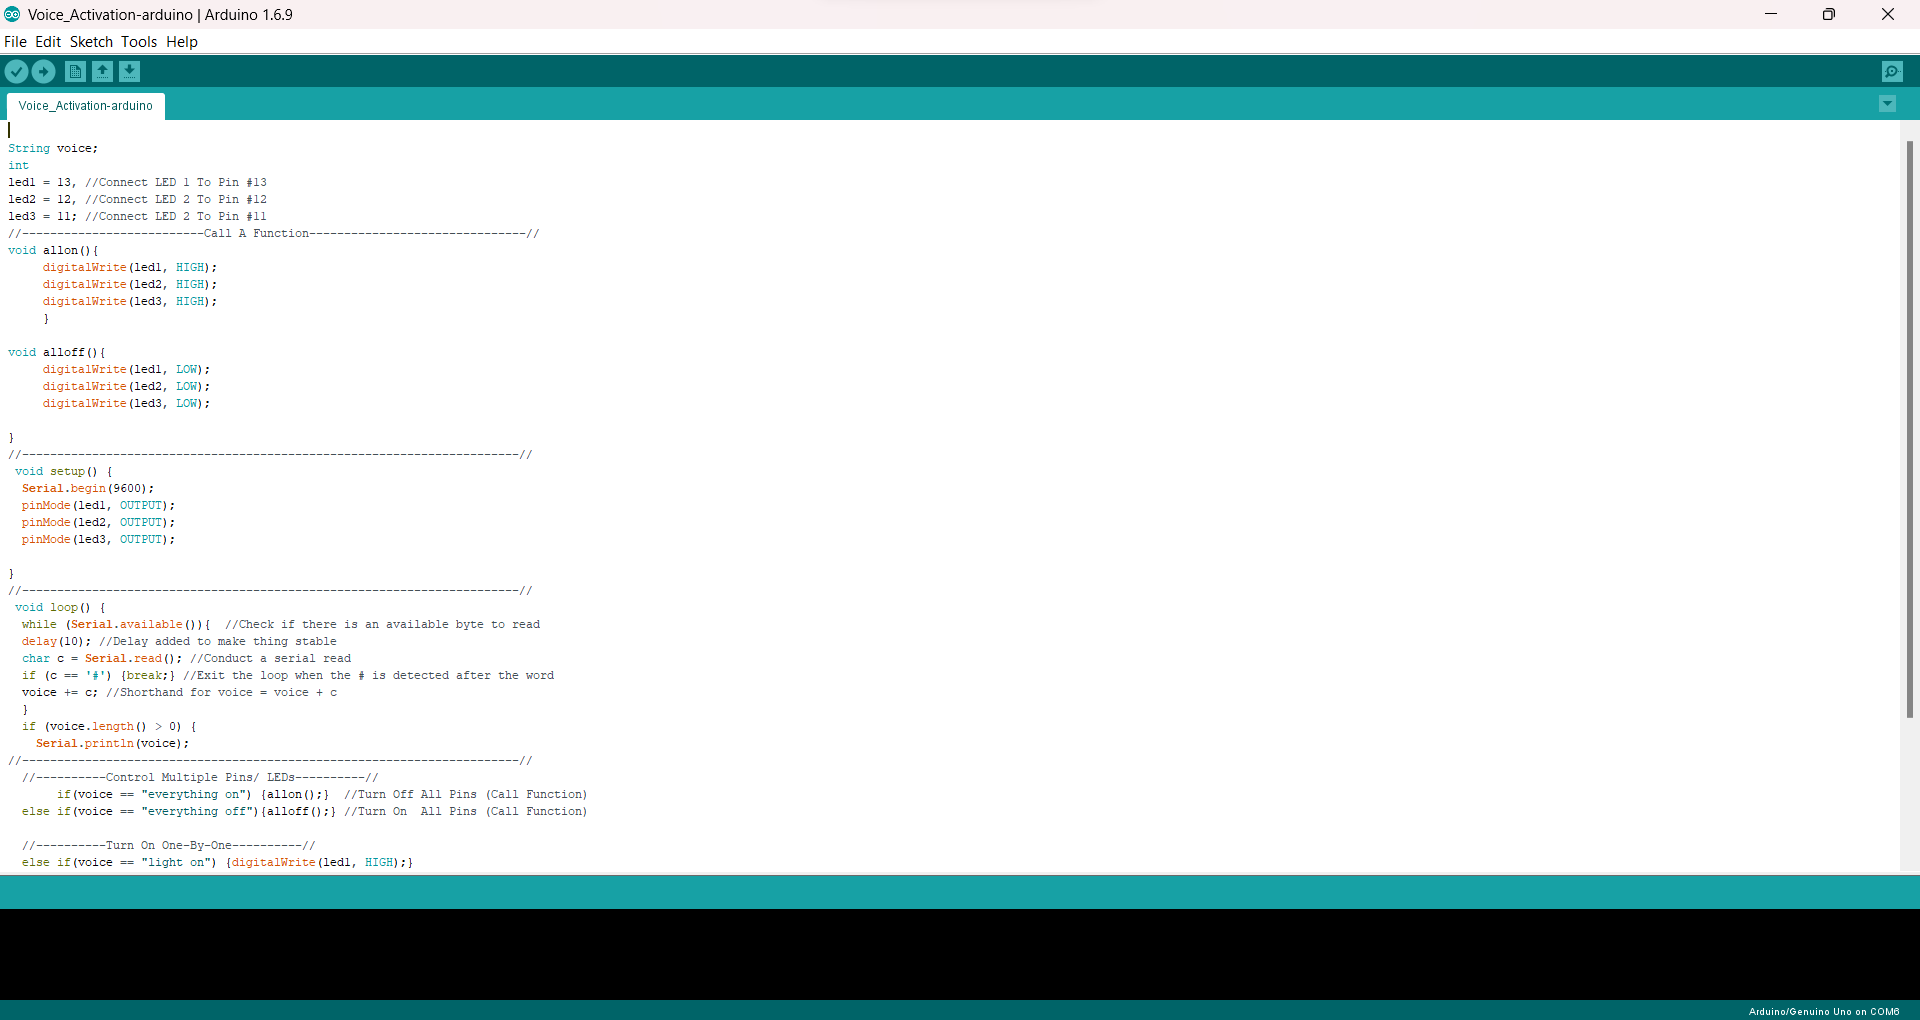 Voice_Activation-arduino | Arduino 1.6.9
File Edit Sketch Tools Help
Voice_Activation-arduino
String voice;
int
led1 = 13, //Connect LED 1 To Pin #13
led2 = 12, //Connect LED 2 To Pin #12
led3 = 11; //Connect LED 2 To Pin #11
//--------------------------Call A Function-------------------------------//
void allon(){
     digitalWrite(led1, HIGH);
     digitalWrite(led2, HIGH);
     digitalWrite(led3, HIGH);
     }
void alloff(){
     digitalWrite(led1, LOW);
     digitalWrite(led2, LOW);
     digitalWrite(led3, LOW);
}
//-----------------------------------------------------------------------//
 void setup() {
  Serial.begin(9600);
  pinMode(led1, OUTPUT);
  pinMode(led2, OUTPUT);
  pinMode(led3, OUTPUT);
}
//-----------------------------------------------------------------------//
 void loop() {
  while (Serial.available()){  //Check if there is an available byte to read
  delay(10); //Delay added to make thing stable
  char c = Serial.read(); //Conduct a serial read
  if (c == '#') {break;} //Exit the loop when the # is detected after the word
  voice += c; //Shorthand for voice = voice + c
  }
  if (voice.length() > 0) {
    Serial.println(voice);
//-----------------------------------------------------------------------//
  //----------Control Multiple Pins/ LEDs----------//
       if(voice == "everything on") {allon();}  //Turn Off All Pins (Call Function)
  else if(voice == "everything off"){alloff();} //Turn On  All Pins (Call Function)
  //----------Turn On One-By-One----------//
  else if(voice == "light on") {digitalWrite(led1, HIGH);}
Arduino/Genuino Uno on COM6